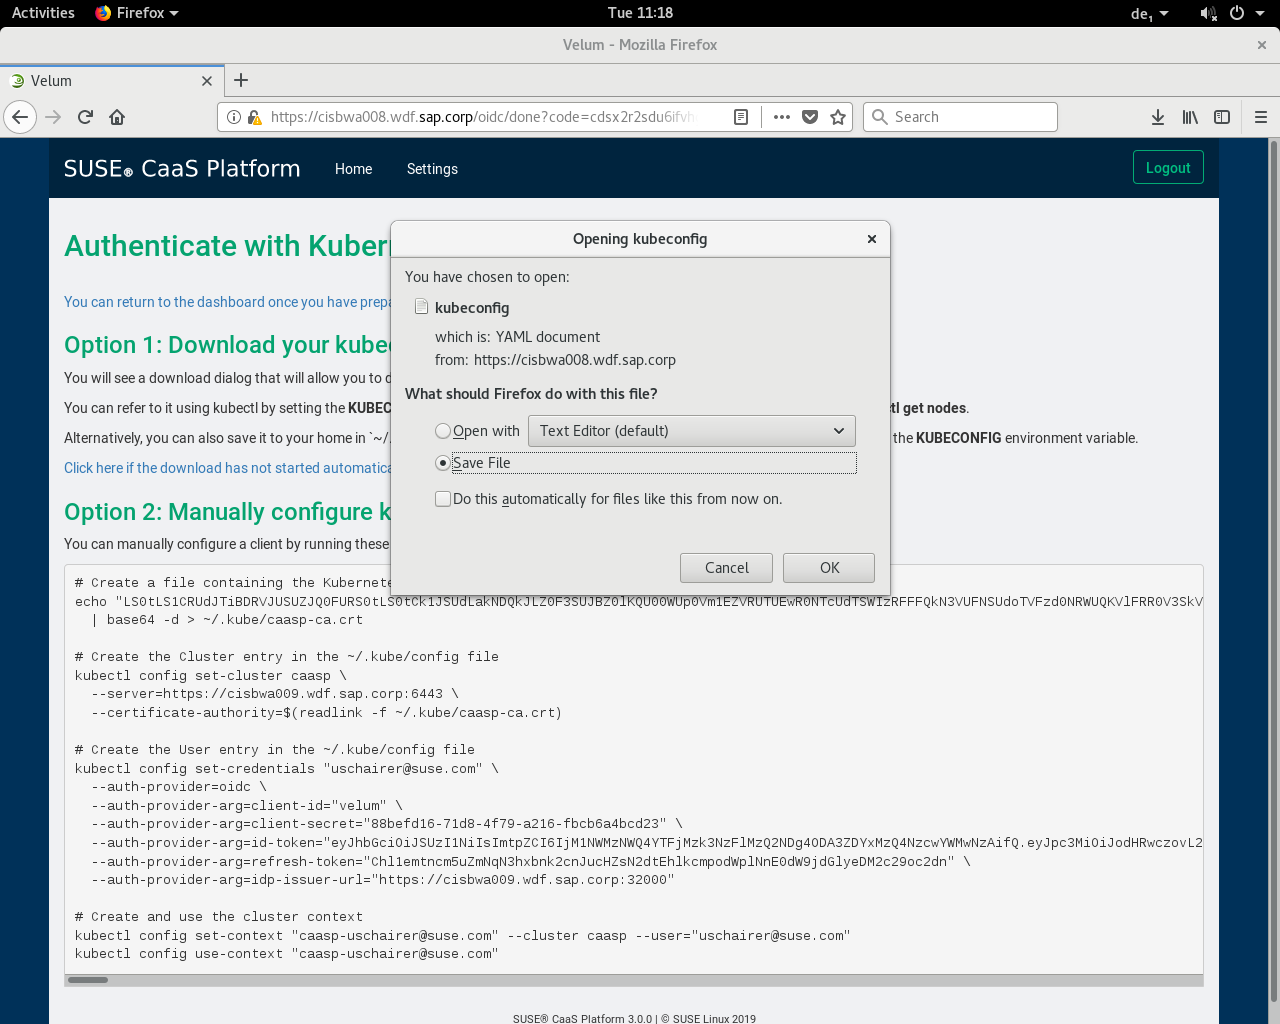 Activities Firefox Tue 11:18 de1
Velum - Mozilla Firefox
Velum
https://cisbwa008.wdf.sap.corp/oidc/done?code=cdsx2r2sdu6ifvh Search
SUSE® CaaS Platform Home Settings Logout
Authenticate with Kubern
You can return to the dashboard once you have prepa
Option 1: Download your kubec
You will see a download dialog that will allow you to d
You can refer to it using kubectl by setting the KUBEC
tl get nodes.
Alternatively, you can also save it to your home in `~/.
the KUBECONFIG environment variable.
Click here if the download has not started automatica
Option 2: Manually configure k
You can manually configure a client by running these
Opening kubeconfig
You have chosen to open:
kubeconfig
which is: YAML document
from: https://cisbwa008.wdf.sap.corp
What should Firefox do with this file?
Open with Text Editor (default)
Save File
Do this automatically for files like this from now on.
Cancel OK
# Create a file containing the Kubernete
echo "LS0tLS1CRUdJTiBDRVJUSUZJQ0FURS0tLS0tCk1JSUdLakNDQkJLZ0F3SUJBZ0lKQU00WUp0Vm1EZVRUTUEwR0NTcUdTSWIzRFFFQkN3VUFNSUdoTVFzd0NRWUQKVlFRR0V3SkV
| base64 -d > ~/.kube/caasp-ca.crt
# Create the Cluster entry in the ~/.kube/config file
kubectl config set-cluster caasp \
--server=https://cisbwa009.wdf.sap.corp:6443 \
--certificate-authority=$(readlink -f ~/.kube/caasp-ca.crt)
# Create the User entry in the ~/.kube/config file
kubectl config set-credentials "uschairer@suse.com" \
--auth-provider=oidc \
--auth-provider-arg=client-id="velum" \
--auth-provider-arg=client-secret="88befd16-71d8-4f79-a216-fbcb6a4bcd23" \
--auth-provider-arg=id-token="eyJhbGciOiJSUzI1NiIsImtpZCI6IjM1NWMzNWQ4YTFjMzk3NzFlMzQ2NDg4ODA3ZDYxMzQ4NzcwYWMwNzAifQ.eyJpc3MiOiJodHRwczovL2
--auth-provider-arg=refresh-token="Chl1emtncm5uZmNqN3hxbnk2cnJucHZsN2dtEhlkcmpodWplNnE0dW9jdGlyeDM2c29oc2dn" \
--auth-provider-arg=idp-issuer-url="https://cisbwa009.wdf.sap.corp:32000"
# Create and use the cluster context
kubectl config set-context "caasp-uschairer@suse.com" --cluster caasp --user="uschairer@suse.com"
kubectl config use-context "caasp-uschairer@suse.com"
SUSE® CaaS Platform 3.0.0 | © SUSE Linux 2019